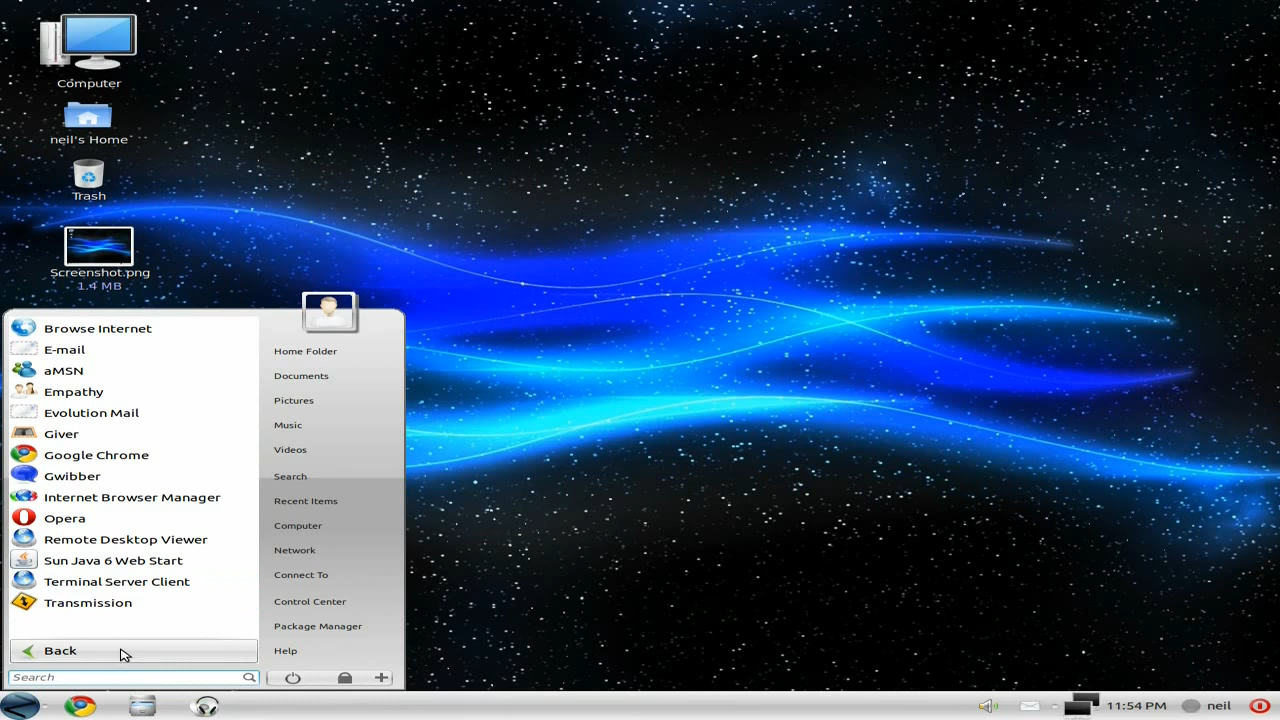 Computer
neil's Home
Trash
Screenshot.png
1.4 MB
Browse Internet
E-mail
aMSN
Empathy
Evolution Mail
Giver
Google Chrome
Gwibber
Internet Browser Manager
Opera
Remote Desktop Viewer
Sun Java 6 Web Start
Terminal Server Client
Transmission
Back
Search
Home Folder
Documents
Pictures
Music
Videos
Search
Recent Items
Computer
Network
Connect To
Control Center
Package Manager
Help
11:54 PM
neil